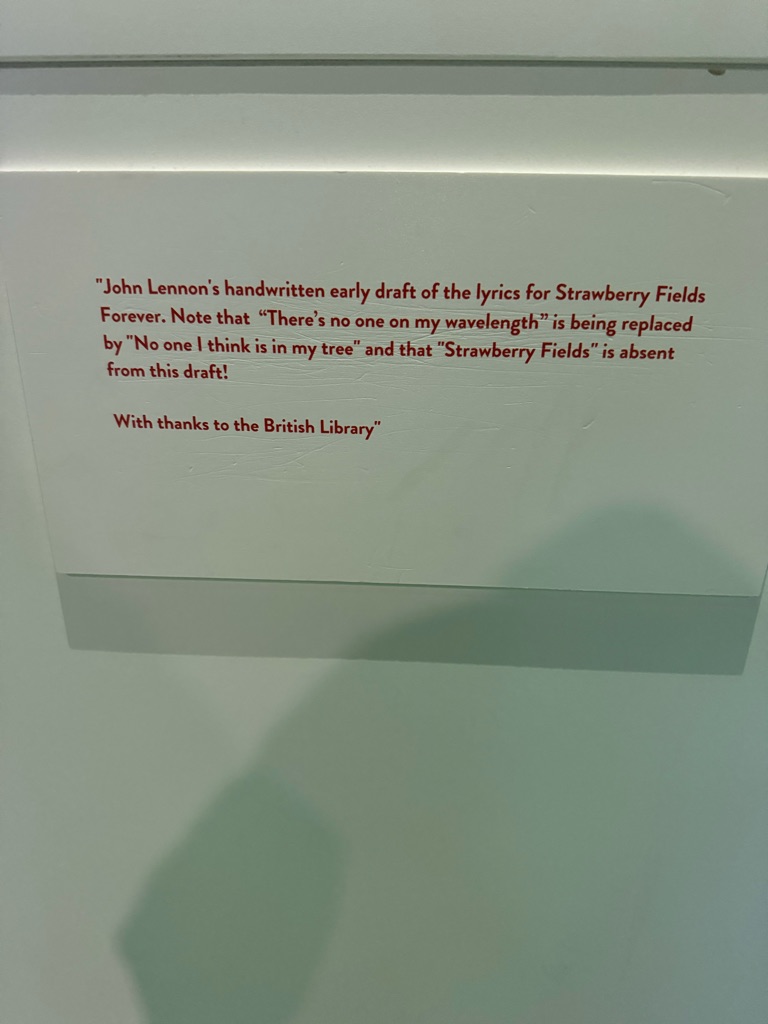 "John Lennon's handwritten early draft of the lyrics for Strawberry Fields
Forever. Note that “There’s no one on my wavelength” is being replaced
by "No one I think is in my tree" and that "Strawberry Fields" is absent
from this draft!
With thanks to the British Library"